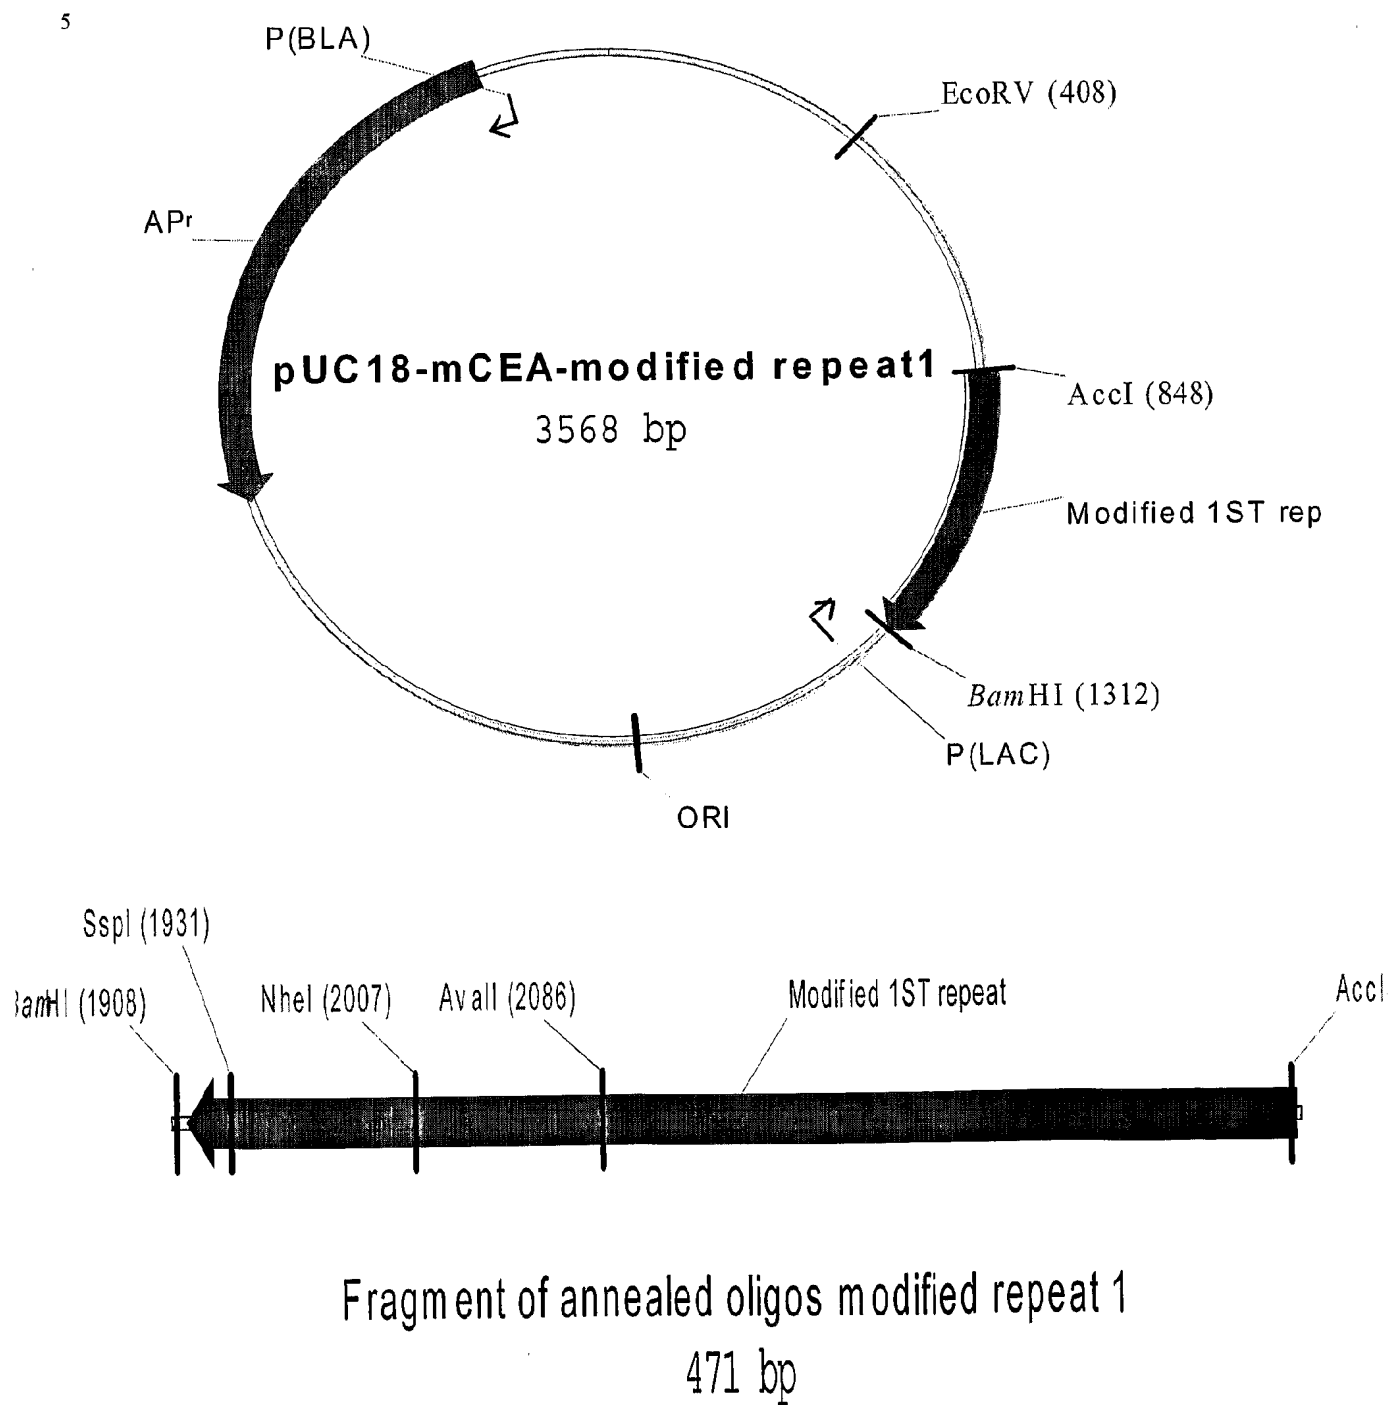 5
P(BLA)
EcoRV (408)
APr
pUC18-mCEA-modified repeat1
3568 bp
AccI (848)
Modified 1ST rep
BamHI (1312)
P(LAC)
ORI
SspI (1931)
BamHI (1908)
NheI (2007)
AvaII (2086)
Modified 1ST repeat
AccI
Fragment of annealed oligos modified repeat 1
471 bp